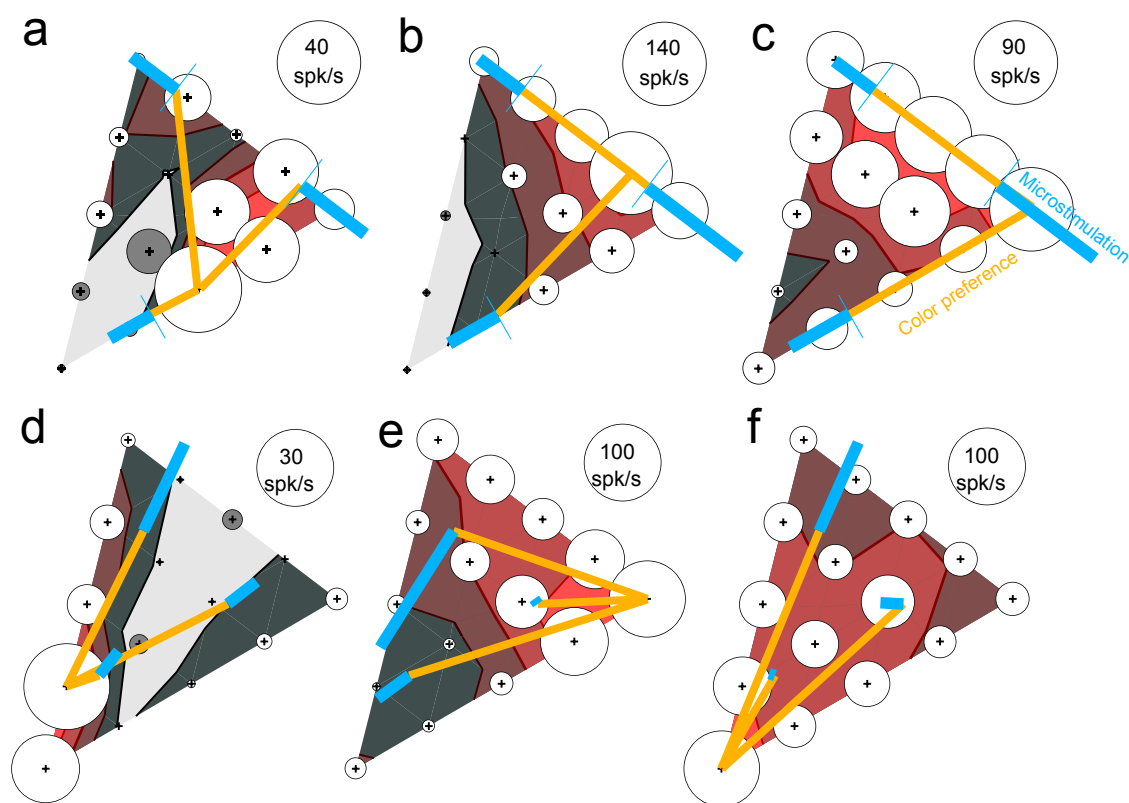 a
40
spk/s
b
140
spk/s
c
90
spk/s
Microstimulation
Color preference
d
30
spk/s
e
100
spk/s
f
100
spk/s